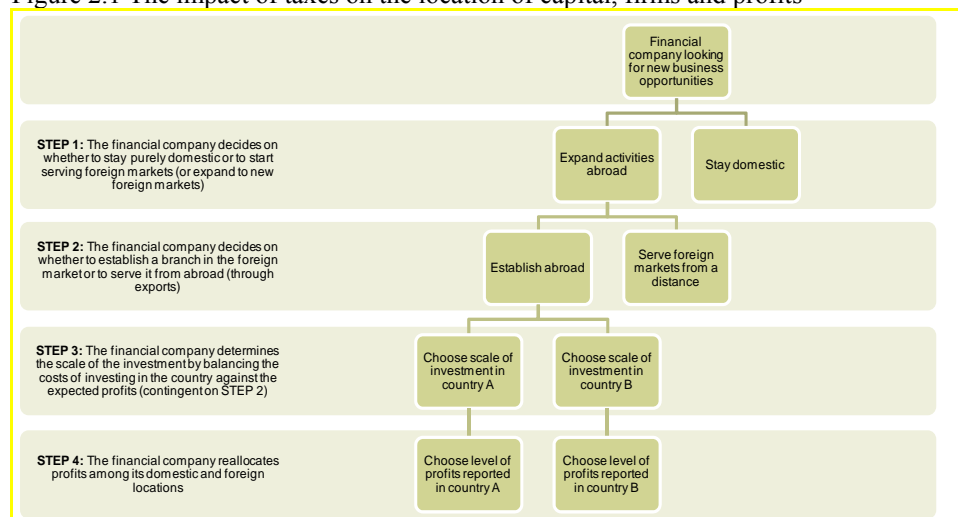 Figure 2.1 The impact of taxes on the location of capital, firms and profits
Financial
company looking
for new business
opportunities
STEP 1: The financial company decides on
whether to stay purely domestic or to start
serving foreign markets (or expand to new
foreign markets)
Expand activities
abroad
Stay domestic
STEP 2: The financial company decides on
whether to establish a branch in the foreign
market or to serve it from abroad (through
exports)
Establish abroad
Serve foreign
markets from a
distance
STEP 3: The financial company determines
the scale of the investment by balancing the
costs of investing in the country against the
expected profits (contingent on STEP 2)
Choose scale of
investment in
country A
Choose scale of
investment in
country B
STEP 4: The financial company reallocates
profits among its domestic and foreign
locations
Choose level of
profits reported
in country A
Choose level of
profits reported
in country B